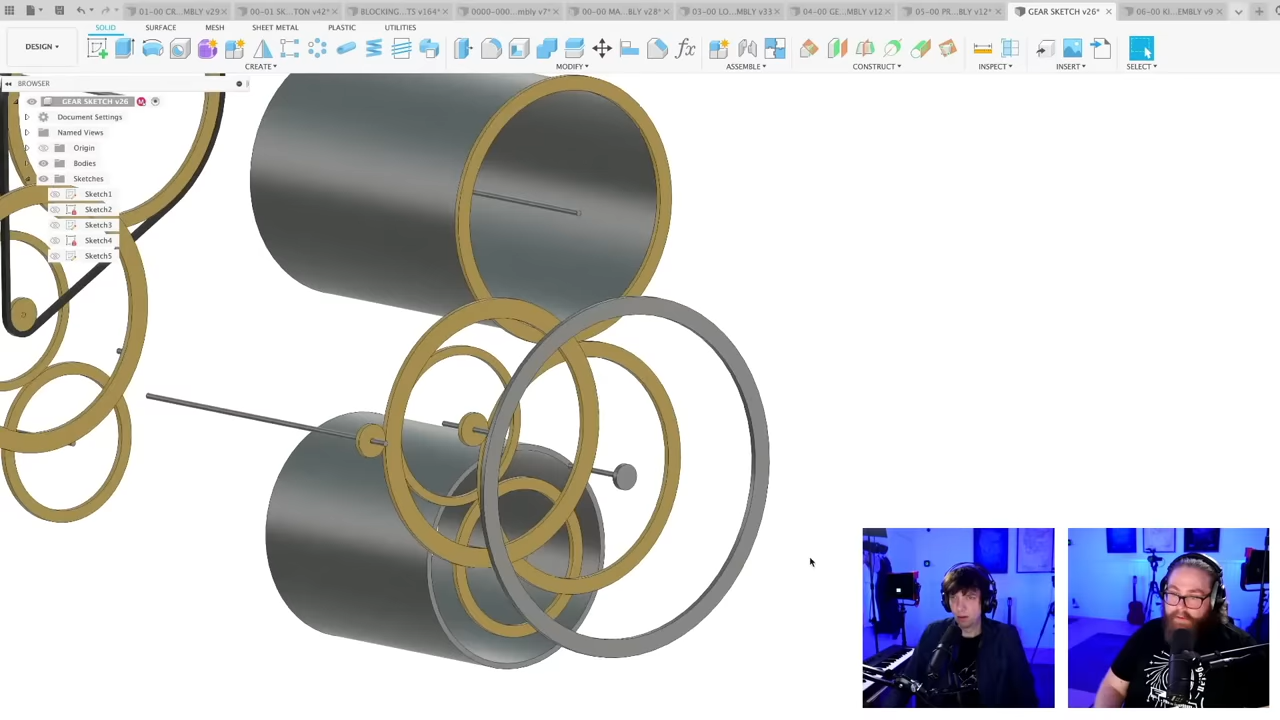 01-00 CR...MBLY v29*
00-01 SK...TON v42*
BLOCKING...TS v164*
0000-000...mbly v7*
00-00 MA...BLY v28*
03-00 LO...MBLY v33
04-00 GE...MBLY v12
05-00 PR...BLY v12*
GEAR SKETCH v26*
06-00 KI...EMBLY v9
SOLID SURFACE MESH SHEET METAL PLASTIC UTILITIES
DESIGN
CREATE MODIFY ASSEMBLE CONSTRUCT INSPECT INSERT SELECT
BROWSER
GEAR SKETCH v26
Document Settings
Named Views
Origin
Bodies
Sketches
Sketch1
Sketch2
Sketch3
Sketch4
Sketch5